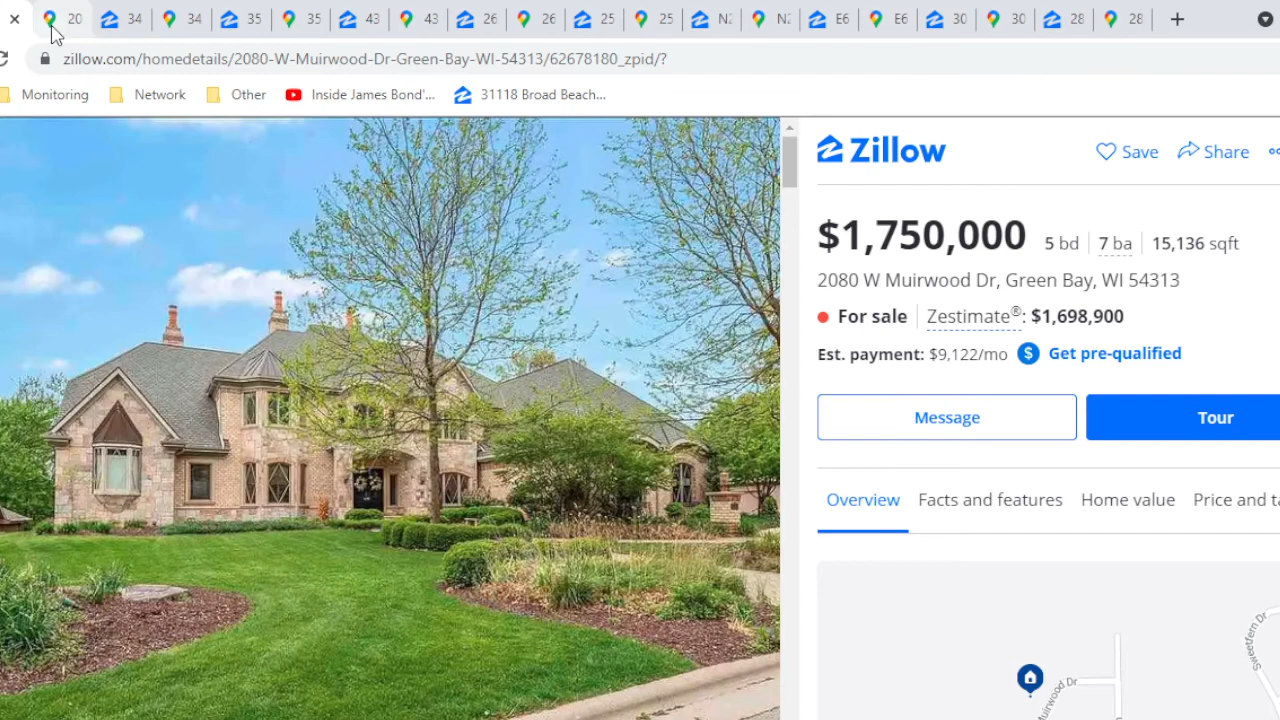 20 34 34 35 35 43 43 26 26 25 25 N2 N2 E6 E6 30 30 28 28
zillow.com/homedetails/2080-W-Muirwood-Dr-Green-Bay-WI-54313/62678180_zpid/?
Monitoring Network Other Inside James Bond'... 31118 Broad Beach...
Zillow Save Share
$1,750,000 5 bd 7 ba 15,136 sqft
2080 W Muirwood Dr, Green Bay, WI 54313
For sale Zestimate®: $1,698,900
Est. payment: $9,122/mo $ Get pre-qualified
Message Tour
Overview Facts and features Home value Price and ta
Sweetfern Dr
Muirwood Dr